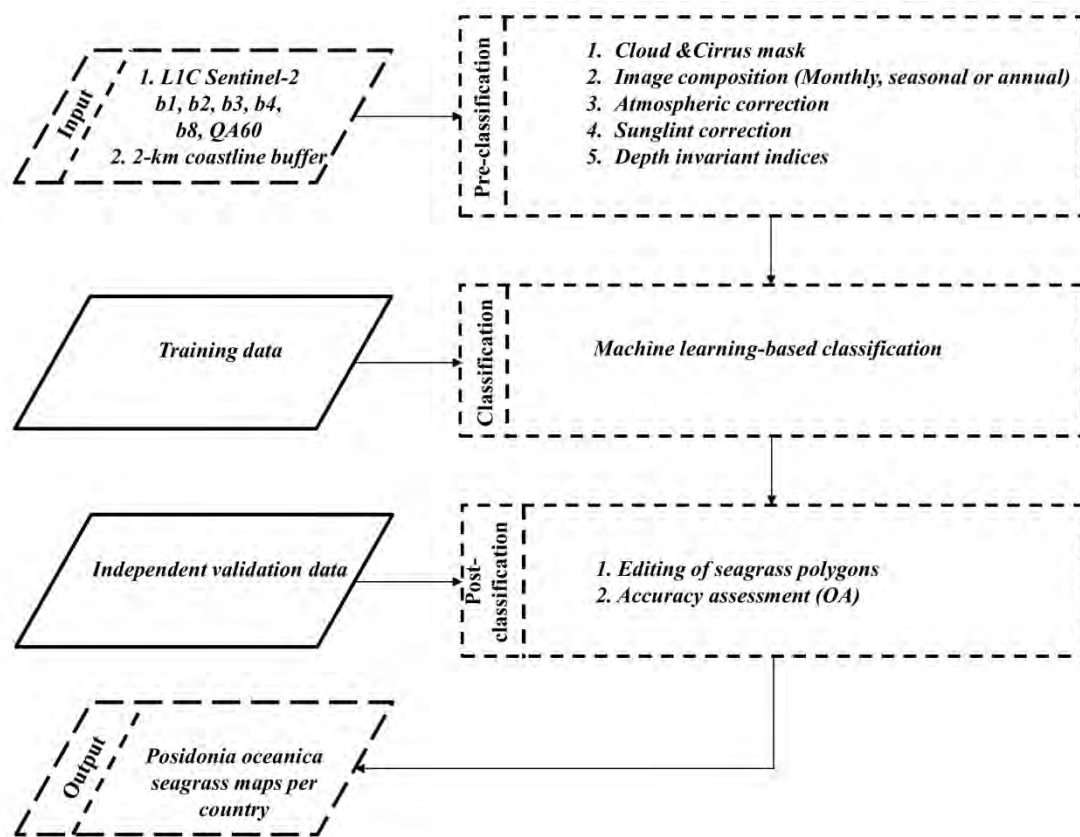 Input
1. L1C Sentinel-2
b1, b2, b3, b4,
b8, QA60
2. 2-km coastline buffer
Pre-classification
1. Cloud &Cirrus mask
2. Image composition (Monthly, seasonal or annual)
3. Atmospheric correction
4. Sunglint correction
5. Depth invariant indices
Training data
Classification
Machine learning-based classification
Independent validation data
Post-
classification
1. Editing of seagrass polygons
2. Accuracy assessment (OA)
Output
Posidonia oceanica
seagrass maps per
country